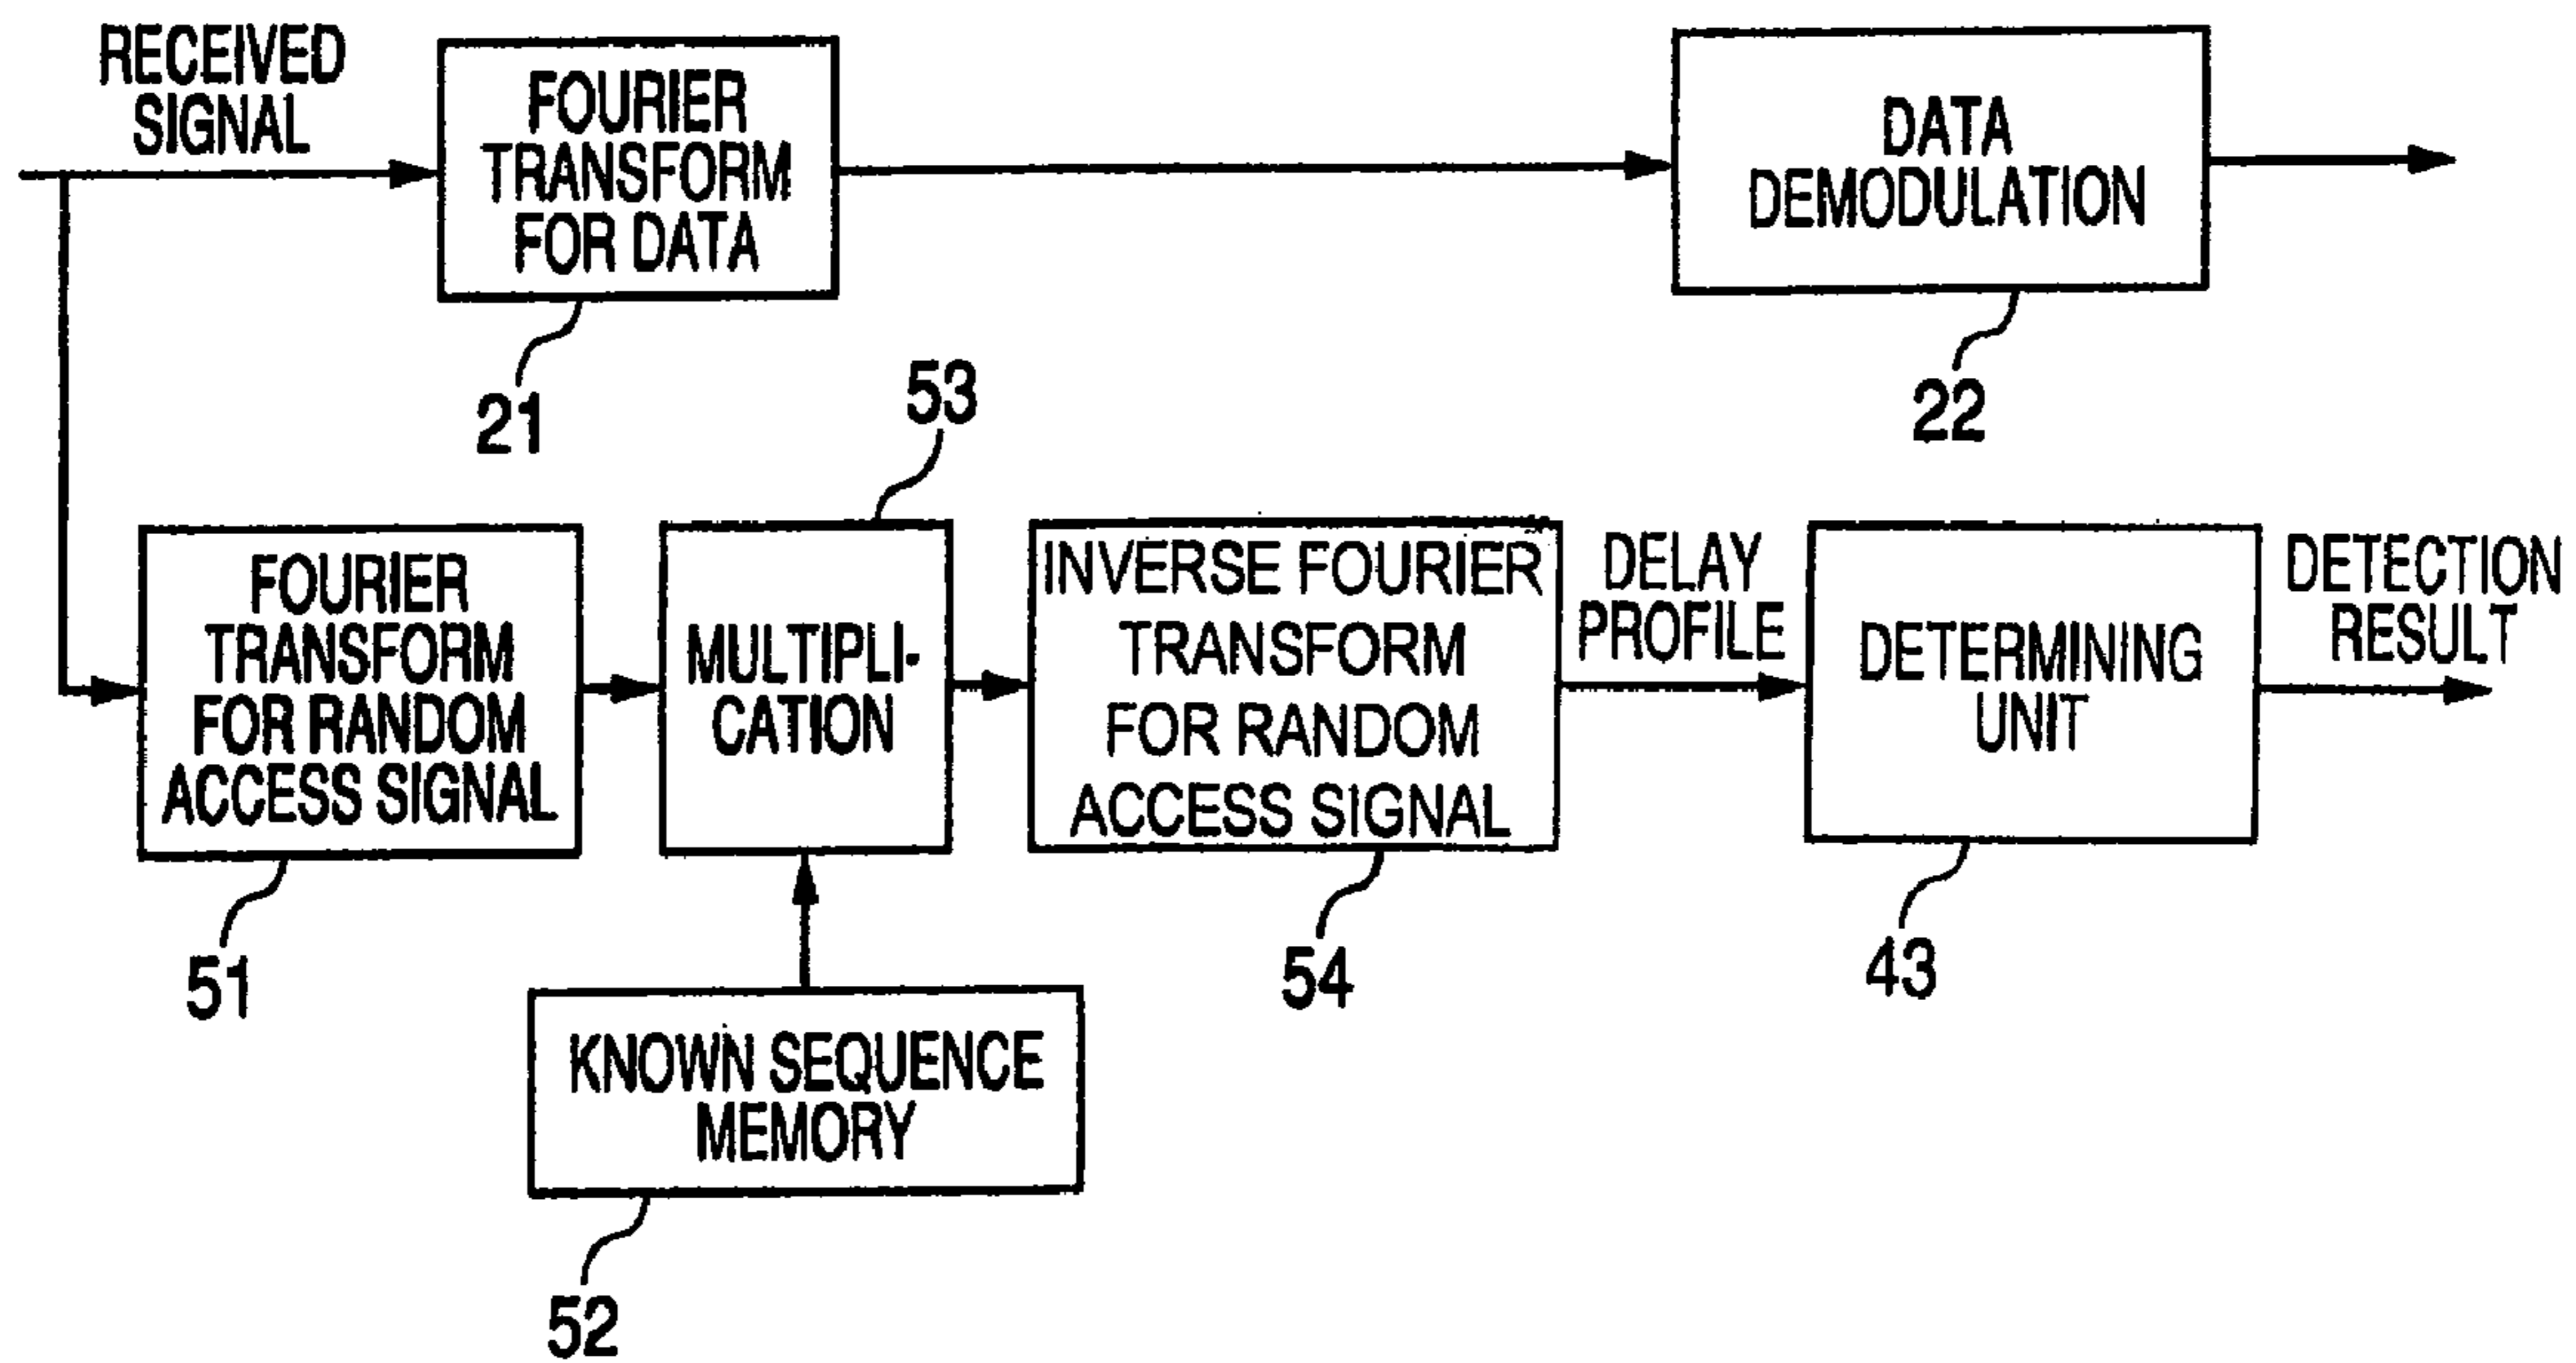 RECEIVED
SIGNAL
FOURIER
TRANSFORM
FOR DATA
21
DATA
DEMODULATION
22
53
FOURIER
TRANSFORM
FOR RANDOM
ACCESS SIGNAL
51
MULTIPLI-
CATION
INVERSE FOURIER
TRANSFORM
FOR RANDOM
ACCESS SIGNAL
54
DELAY
PROFILE
DETERMINING
UNIT
43
DETECTION
RESULT
KNOWN SEQUENCE
MEMORY
52